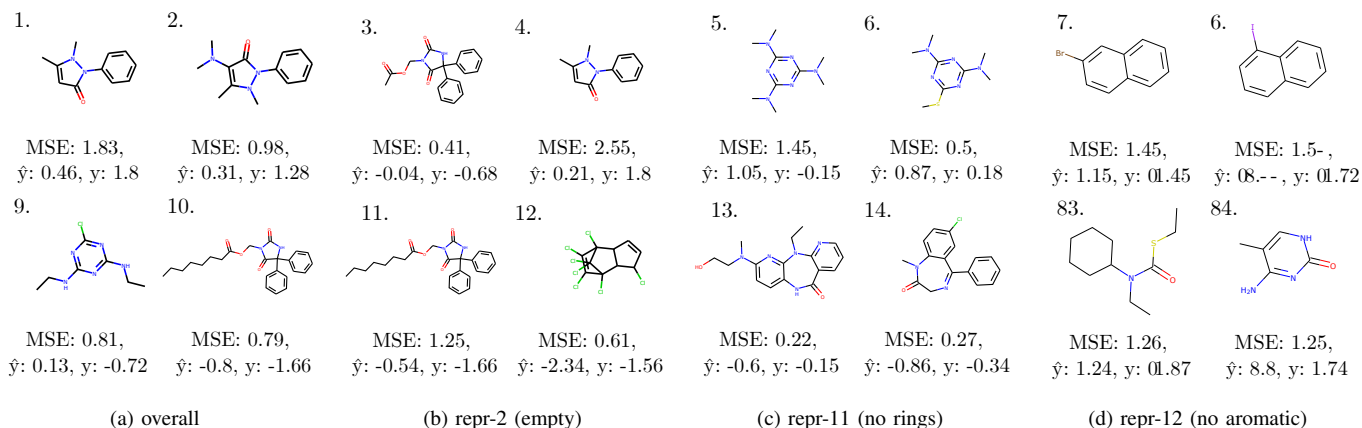 1. 2. 3. 4. 5. 6. 7. 6.
MSE: 1.83, MSE: 0.98, MSE: 0.41, MSE: 2.55, MSE: 1.45, MSE: 0.5, MSE: 1.45,
ŷ: 0.46, y: 1.8 ŷ: 0.31, y: 1.28 ŷ: -0.04, y: -0.68 ŷ: 0.21, y: 1.8 ŷ: 1.05, y: -0.15 ŷ: 0.87, y: 0.18 ŷ: 1.15, y:
9. 10. 11. 12. 13. 14. 83. 84.
MSE: 0.81, MSE: 0.79, MSE: 1.25, MSE: 0.61, MSE: 0.22, MSE: 0.27, MSE: 1.26, MSE: 1.25,
ŷ: 0.13, y: -0.72 ŷ: -0.8, y: -1.66 ŷ: -0.54, y: -1.66 ŷ: -2.34, y: -1.56 ŷ: -0.6, y: -0.15 ŷ: -0.86, y: -0.34 ŷ: 1.24, y: ŷ: 8.8, y: 1.74
(a) overall (b) repr-2 (empty) (c) repr-11 (no rings) (d) repr-12 (no aromatic)